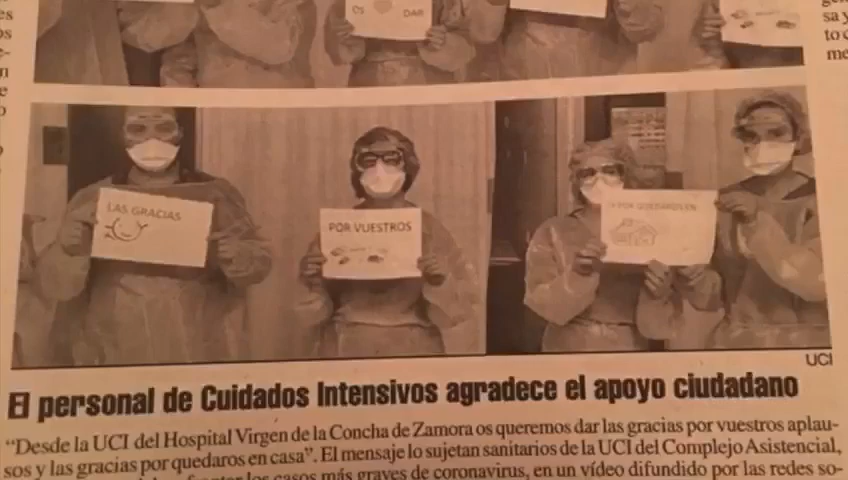 OS DAR
LAS GRACIAS
POR VUESTROS
Y POR QUEDAROS EN
UCI
El personal de Cuidados Intensivos agradece el apoyo ciudadano
“Desde la UCI del Hospital Virgen de la Concha de Zamora os queremos dar las gracias por vuestros aplau-
sos y las gracias por quedaros en casa”. El mensaje lo sujetan sanitarios de la UCI del Complejo Asistencial,
los casos más graves de coronavirus, en un vídeo difundido por las redes so-